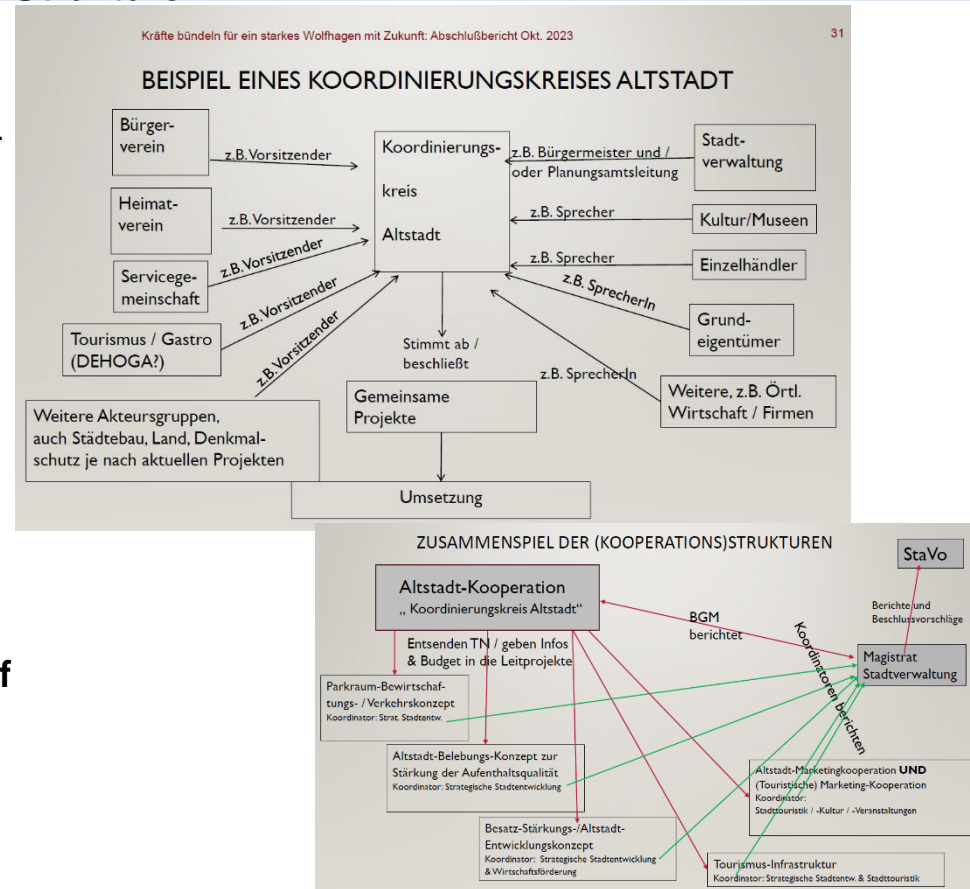 Kräfte bündeln für ein starkes Wolfhagen mit Zukunft: Abschlußbericht Okt. 2023
31
BEISPIEL EINES KOORDINIERUNGSKREISES ALTSTADT
Bürger-
verein
z.B. Vorsitzender
Heimat-
verein
z.B. Vorsitzender
Servicege-
meinschaft
z.B. Vorsitzender
Tourismus / Gastro
(DEHOGA?)
z.B. Vorsitzender
Weitere Akteursgruppen,
auch Städtebau, Land, Denkmal-
schutz je nach aktuellen Projekten
z.B. Vorsitzender
Koordinierungs-
kreis
Altstadt
Stimmt ab /
beschließt
Gemeinsame
Projekte
Umsetzung
z.B. Bürgermeister und /
oder Planungsamtsleitung
Stadt-
verwaltung
z.B. Sprecher
Kultur/Museen
z.B. Sprecher
Einzelhändler
z.B. SprecherIn
Grund-
eigentümer
z.B. SprecherIn
Weitere, z.B. Örtl.
Wirtschaft / Firmen
f
ZUSAMMENSPIEL DER (KOOPERATIONS)STRUKTUREN
StaVo
Altstadt-Kooperation
„ Koordinierungskreis Altstadt“
BGM
berichtet
Berichte und
Beschlussvorschläge
Magistrat
Stadtverwaltung
Entsenden TN / geben Infos
& Budget in die Leitprojekte
Koordinatoren berichten
Parkraum-Bewirtschaf-
tungs- / Verkehrskonzept
Koordinator: Strat. Stadtentw.
Altstadt-Belebungs-Konzept zur
Stärkung der Aufenthaltsqualität
Koordinator: Strategische Stadtentwicklung
Besatz-Stärkungs-/Altstadt-
Entwicklungskonzept
Koordinator: Strategische Stadtentwicklung
& Wirtschaftsförderung
Altstadt-Marketingkooperation UND
(Touristische) Marketing-Kooperation
Koordinator:
Stadttouristik / -Kultur / -Veranstaltungen
Tourismus-Infrastruktur
Koordinator: Strategische Stadtentw. & Stadttouristik